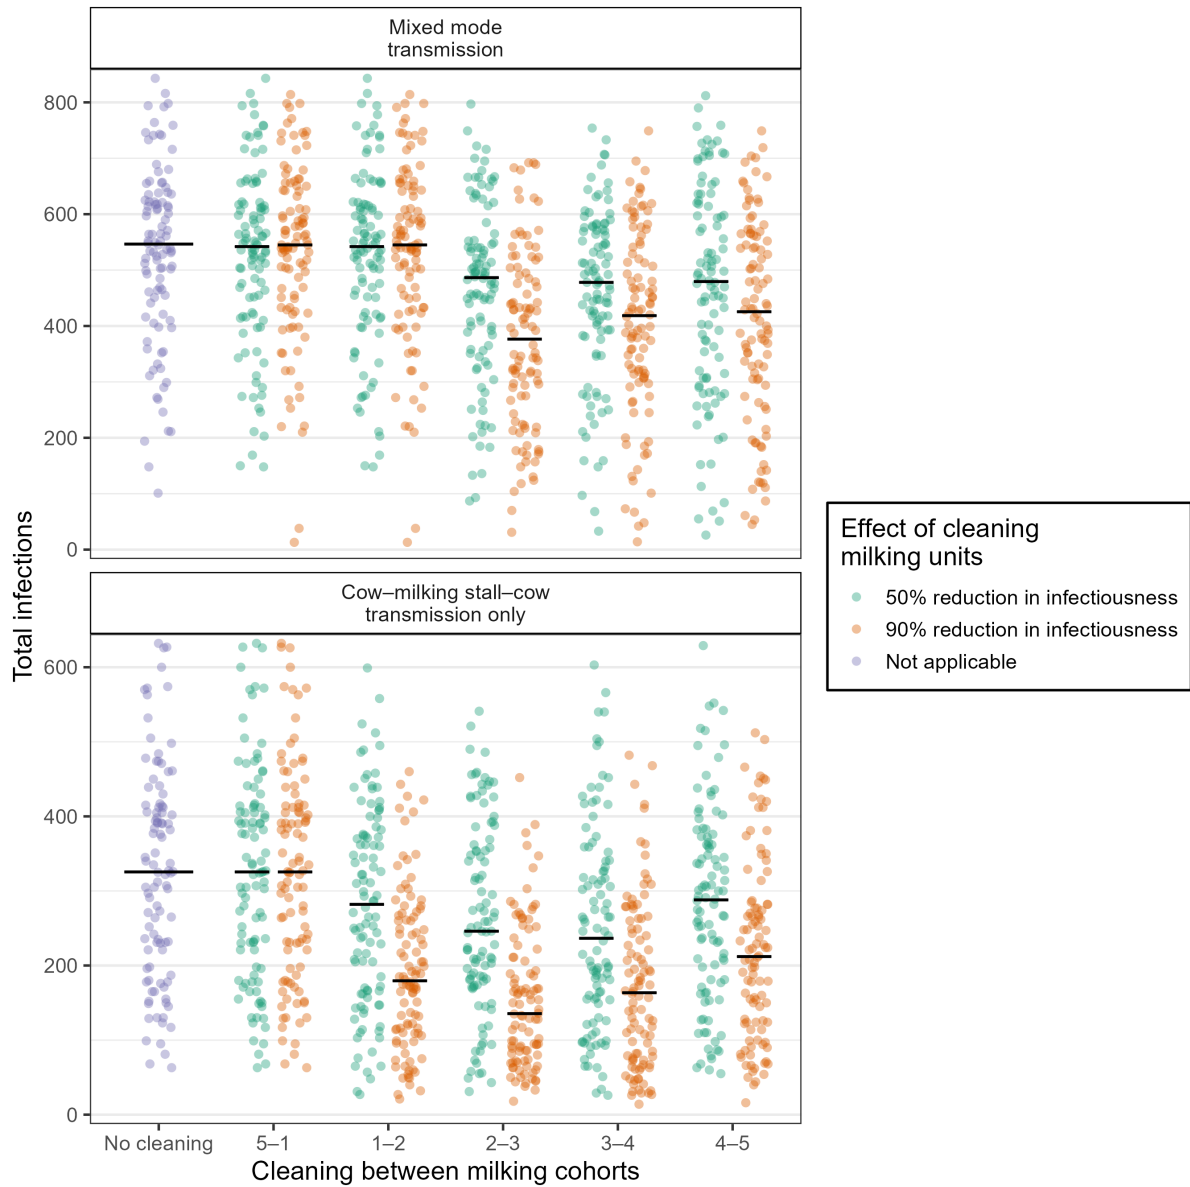 Mixed mode
transmission
800
600
400
200
0
Total infections
Cow–milking stall–cow
transmission only
600
400
200
0
No cleaning
5–1
1–2
2–3
3–4
4–5
Cleaning between milking cohorts
Effect of cleaning
milking units
50% reduction in infectiousness
90% reduction in infectiousness
Not applicable